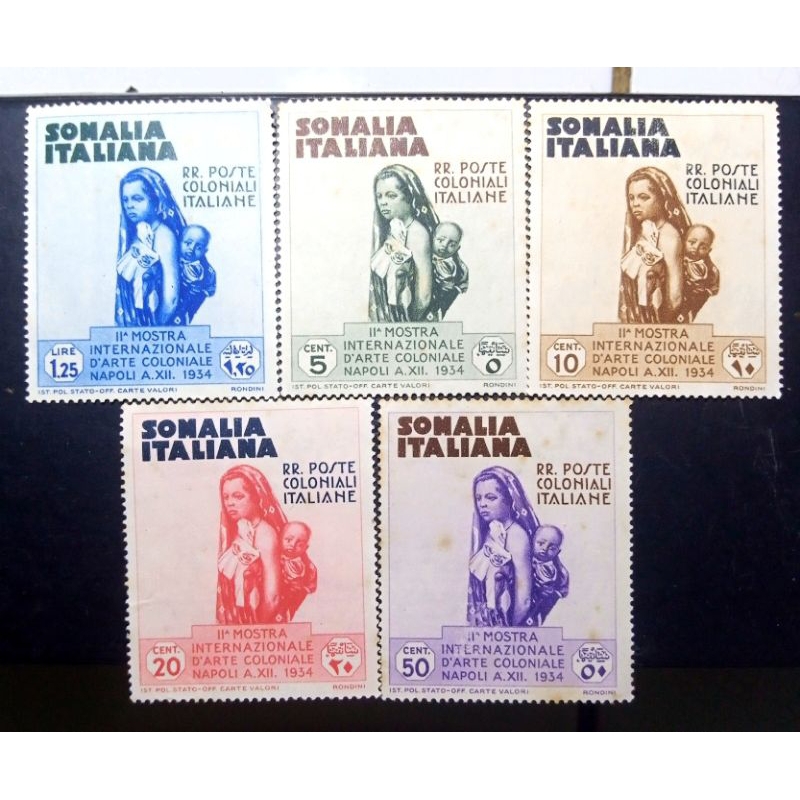 SOMALIA
ITALIANA
RR. POSTE
COLONIALI
ITALIANE
IIª MOSTRA
INTERNAZIONALE
D'ARTE COLONIALE
NAPOLI A.XII. 1934
LIRE
1.25
١.٢٥
IST. POL. STATO-OFF. CARTE VALORI RONDINI
SOMALIA
ITALIANA
RR. POSTE
COLONIALI
ITALIANE
IIª MOSTRA
INTERNAZIONALE
D'ARTE COLONIALE
NAPOLI A.XII. 1934
CENT.
5
٥
IST. POL. STATO-OFF. CARTE VALORI RONDINI
SOMALIA
ITALIANA
RR. POSTE
COLONIALI
ITALIANE
IIª MOSTRA
INTERNAZIONALE
D'ARTE COLONIALE
NAPOLI A.XII. 1934
CENT.
10
١٠
IST. POL. STATO-OFF. CARTE VALORI RONDINI
SOMALIA
ITALIANA
RR. POSTE
COLONIALI
ITALIANE
IIª MOSTRA
INTERNAZIONALE
D'ARTE COLONIALE
NAPOLI A.XII. 1934
CENT.
20
٢٠
IST. POL. STATO-OFF. CARTE VALORI RONDINI
SOMALIA
ITALIANA
RR. POSTE
COLONIALI
ITALIANE
IIª MOSTRA
INTERNAZIONALE
D'ARTE COLONIALE
NAPOLI A.XII. 1934
CENT.
50
٥٠
IST. POL. STATO-OFF. CARTE VALORI RONDINI